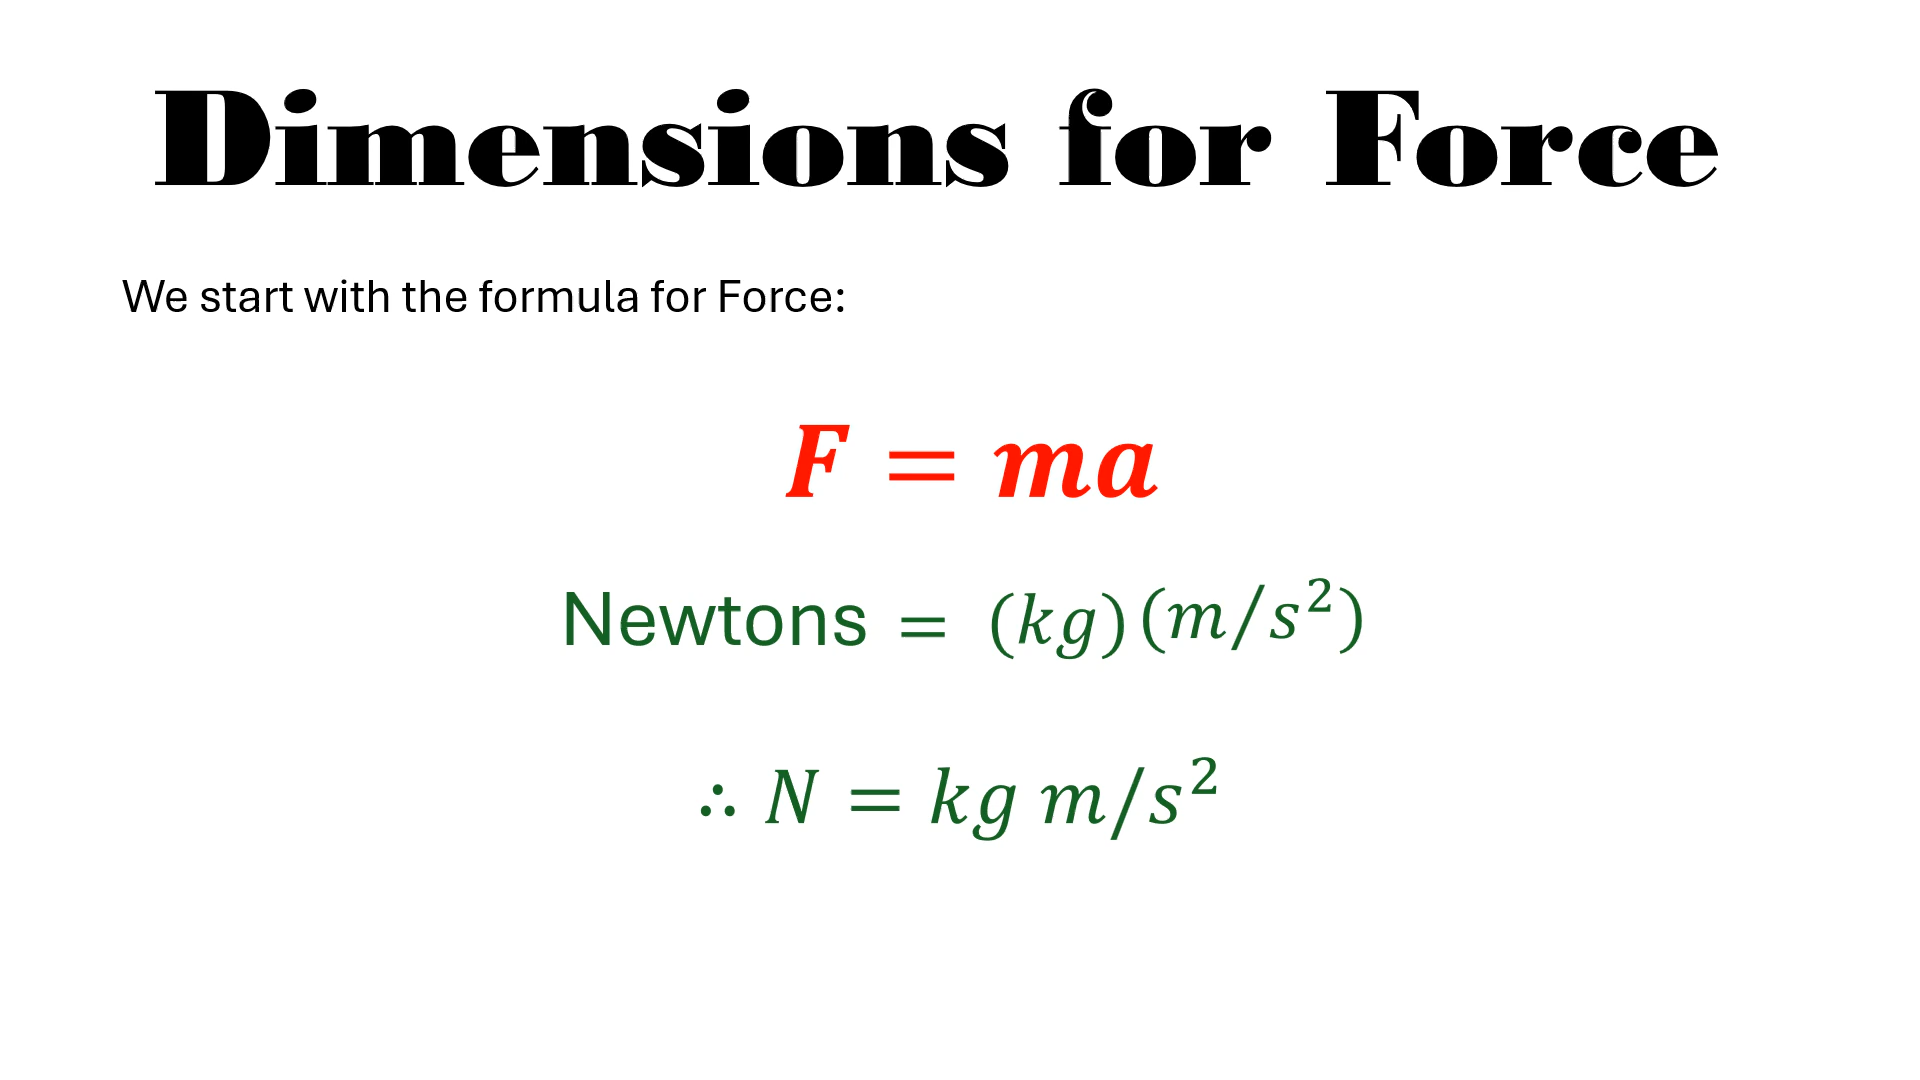 Dimensions for Force
We start with the formula for Force:
F = ma
Newtons = (kg)(m/s²)
∴ N = kg m/s²